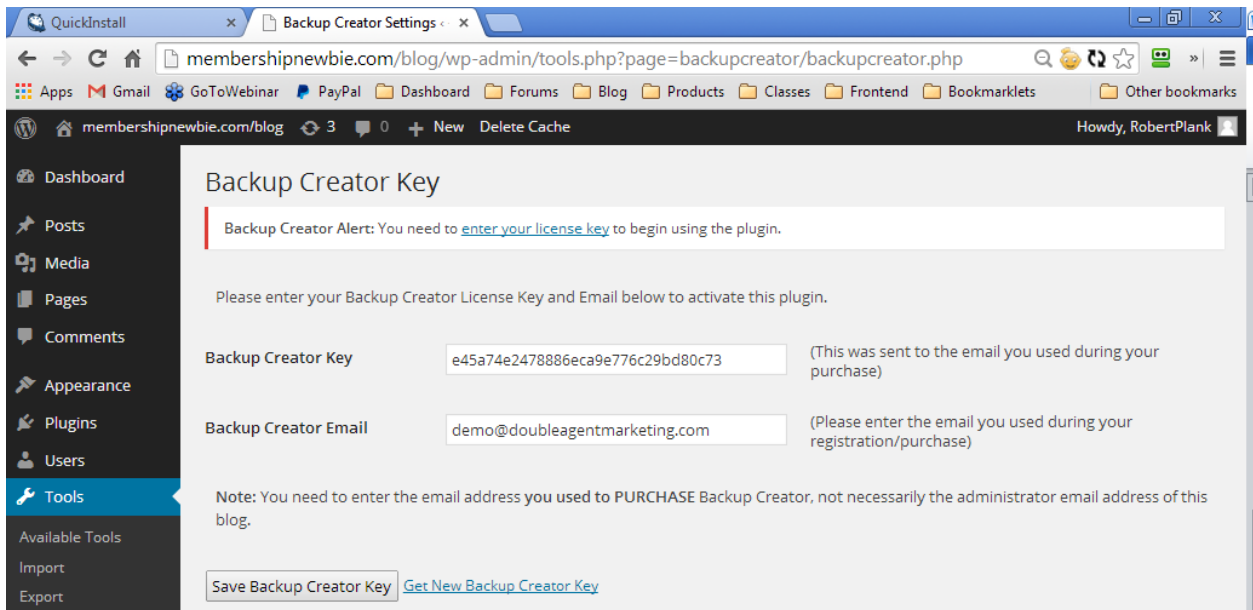 QuickInstall
Backup Creator Settings ‹
membershipnewbie.com/blog/wp-admin/tools.php?page=backupcreator/backupcreator.php
Apps Gmail GoToWebinar PayPal Dashboard Forums Blog Products Classes Frontend Bookmarklets Other bookmarks
membershipnewbie.com/blog 3 0 + New Delete Cache Howdy, RobertPlank
Dashboard
Posts
Media
Pages
Comments
Appearance
Plugins
Users
Tools
Available Tools
Import
Export
Backup Creator Key
Backup Creator Alert: You need to enter your license key to begin using the plugin.
Please enter your Backup Creator License Key and Email below to activate this plugin.
Backup Creator Key e45a74e2478886eca9e776c29bd80c73 (This was sent to the email you used during your
purchase)
Backup Creator Email demo@doubleagentmarketing.com (Please enter the email you used during your
registration/purchase)
Note: You need to enter the email address you used to PURCHASE Backup Creator, not necessarily the administrator email address of this
blog.
Save Backup Creator Key Get New Backup Creator Key